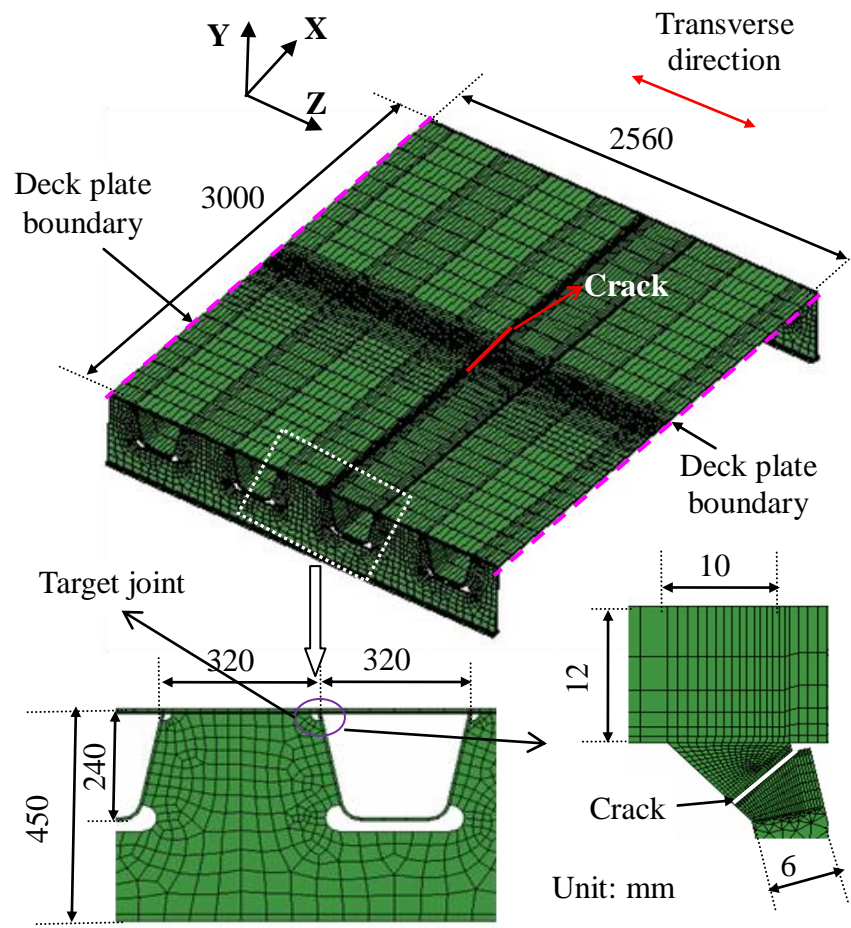 Y
X
Z
Transverse
direction
2560
3000
Deck plate
boundary
Crack
Deck plate
boundary
Target joint
320
320
240
450
10
12
Crack
6
Unit: mm